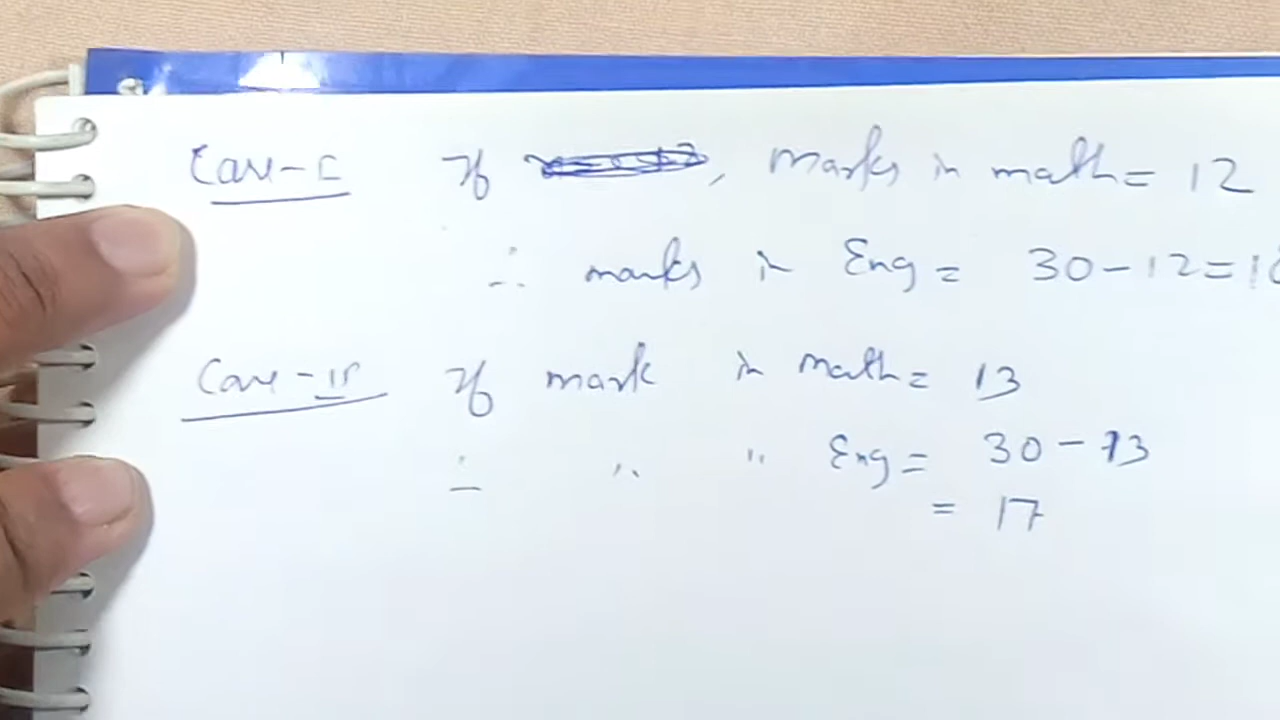 Case-I If , marks in math= 12
∴ marks in Eng = 30-12=1
Case-II If mark in math= 13
∴ " " Eng= 30-13
= 17